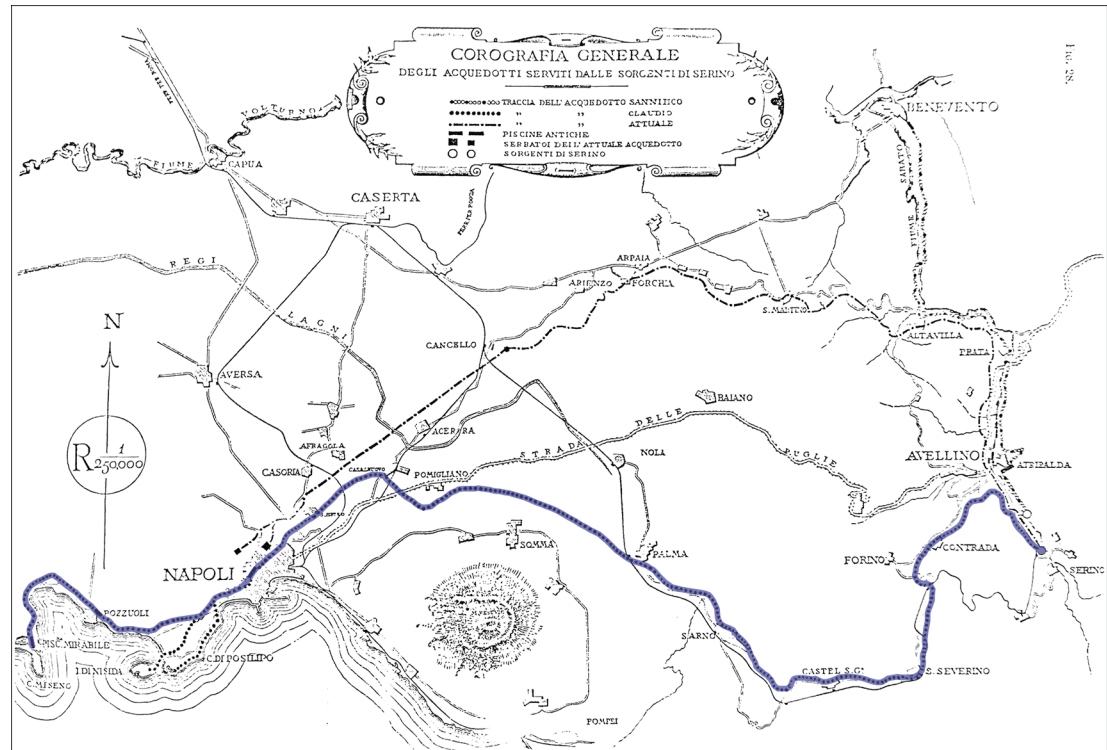 COROGRAFIA GENERALE
DEGLI ACQUEDOTTI SERVITI DALLE SORGENTI DI SERINO
TRACCIA DELL'ACQUEDOTTO SANNITICO
" " CLAUDIO
" " ATTUALE
PISCINE ANTICHE
SERBATOI DELL'ATTUALE ACQUEDOTTO
SORGENTI DI SERINO
FIG. 28.
BENEVENTO
VOLTURNO
FIUME
CAPUA
SABATO
FIUME
CASERTA
REGI
LAGNI
ARPAIA
ARIENZO
FORCHIA
S. MARTINO
ALTAVILLA
PRATA
N
CANCELLO
AVERSA
BAIANO
R 1
250,000
ACERRA
STRADA DELLE PUGLIE
AFRAGOLA
CASORIA
CASALNUOVO
POMIGLIANO
NOLA
AVELLINO
ATRIPALDA
SOMMA
PALMA
NAPOLI
FORINO
CONTRADA
SERINO
POZZUOLI
PISC. MIRABILE
I. DI NISIDA
C. DI POSILIPO
C. MISENO
SARNO
CASTEL S. Gº.
S. SEVERINO
POMPEI